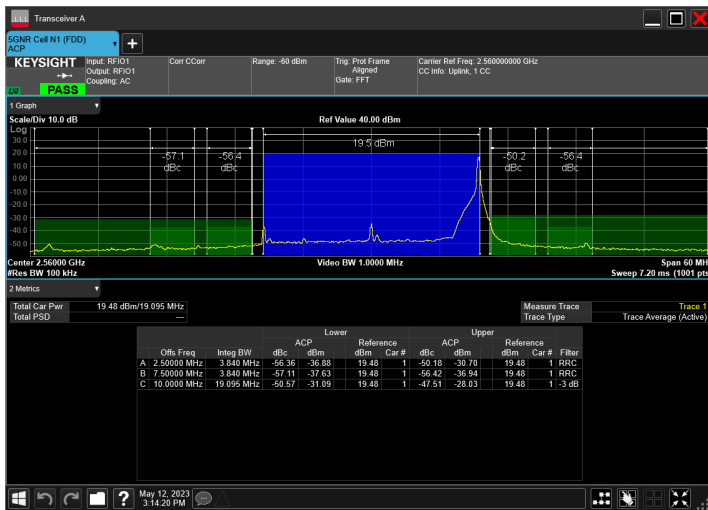 Transceiver A
5GNR Cell N1 (FDD)
ACP
KEYSIGHT
Input: RFIO1
Output: RFIO1
Coupling: AC
Corr CCorr
Range: -60 dBm
Trig: Prot Frame
Aligned
Gate: FFT
Carrier Ref Freq: 2.560000000 GHz
CC Info: Uplink, 1 CC
PASS
1 Graph
Scale/Div 10.0 dB
Ref Value 40.00 dBm
Log
30.0
20.0
10.0
0.00
-10.0
-20.0
-30.0
-40.0
-50.0
-57.1
dBc
-56.4
dBc
19.5 dBm
-50.2
dBc
-56.4
dBc
Center 2.56000 GHz
Video BW 1.0000 MHz
Span 60 MH
#Res BW 100 kHz
Sweep 7.20 ms (1001 pts
2 Metrics
Total Car Pwr 19.48 dBm/19.095 MHz
Total PSD ---
Measure Trace Trace 1
Trace Type Trace Average (Active)
Lower Upper
ACP Reference ACP Reference
Offs Freq Integ BW dBc dBm dBm Car # dBc dBm dBm Car # Filter
A 2.50000 MHz 3.840 MHz -56.36 -36.88 19.48 1 -50.18 -30.70 19.48 1 RRC
B 7.50000 MHz 3.840 MHz -57.11 -37.63 19.48 1 -56.42 -36.94 19.48 1 RRC
C 10.0000 MHz 19.095 MHz -50.57 -31.09 19.48 1 -47.51 -28.03 19.48 1 -3 dB
May 12, 2023
3:14:20 PM